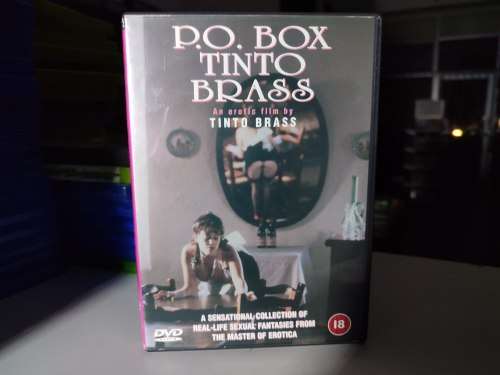 P.O. BOX
TINTO
BRASS
An erotic film by
TINTO BRASS
A SENSATIONAL COLLECTION OF
REAL-LIFE SEXUAL FANTASIES FROM
THE MASTER OF EROTICA
DVD
18